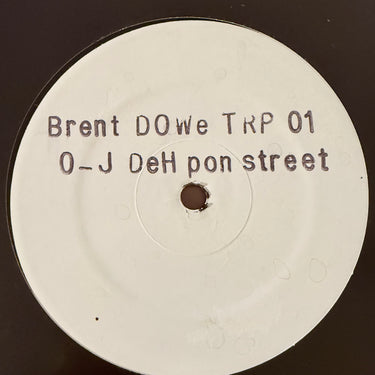 Brent DOWe TRP 01
O-J DeH pon street